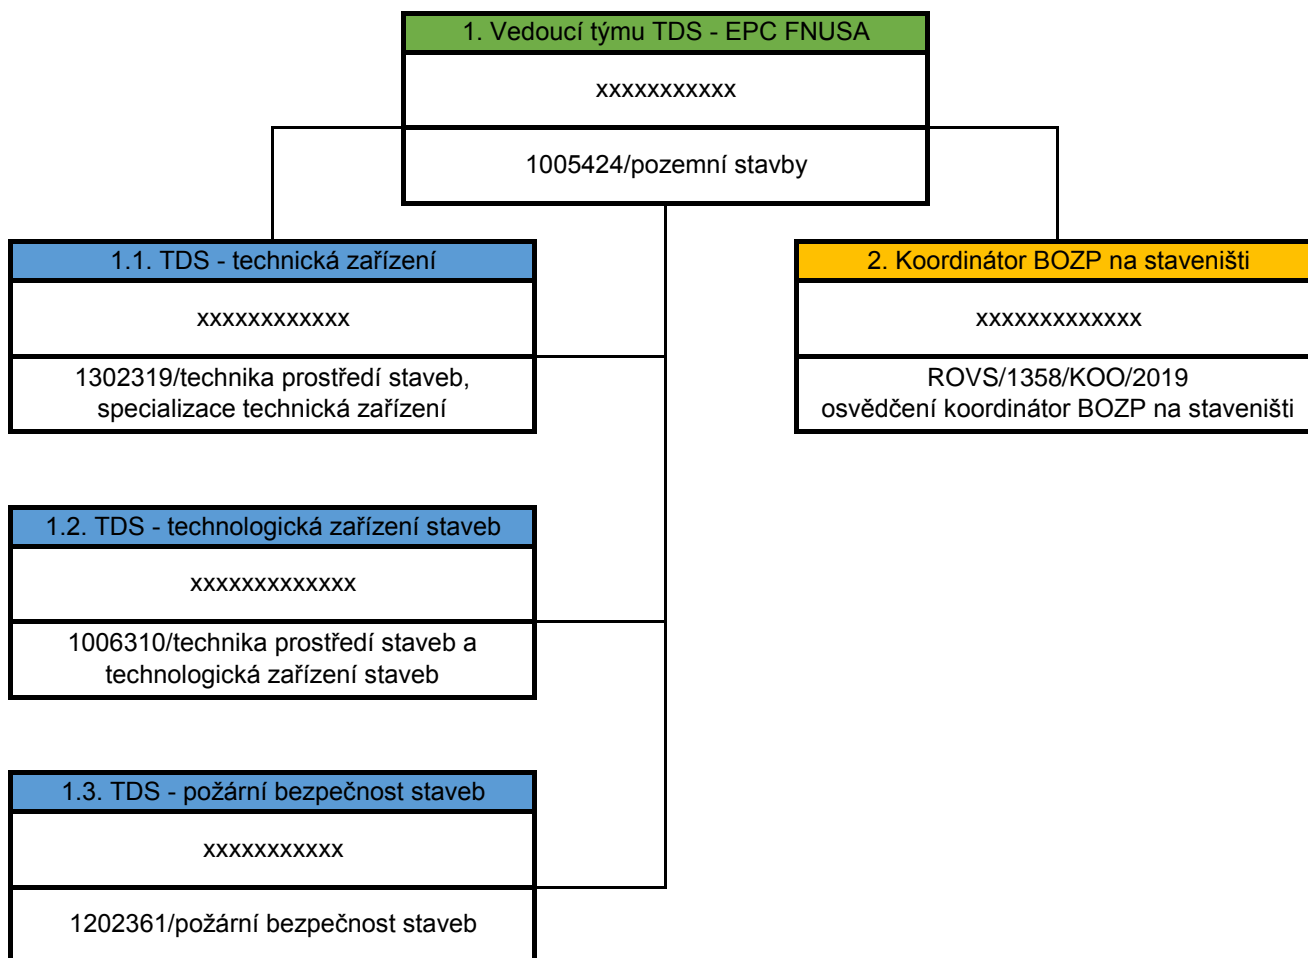 1. Vedoucí týmu TDS - EPC FNUSA
xxxxxxxxxxx
1005424/pozemní stavby
1.1. TDS - technická zařízení
xxxxxxxxxxxx
1302319/technika prostředí staveb,
specializace technická zařízení
2. Koordinátor BOZP na staveništi
xxxxxxxxxxxxx
ROVS/1358/KOO/2019
osvědčení koordinátor BOZP na staveništi
1.2. TDS - technologická zařízení staveb
xxxxxxxxxxxxx
1006310/technika prostředí staveb a
technologická zařízení staveb
1.3. TDS - požární bezpečnost staveb
xxxxxxxxxxx
1202361/požární bezpečnost staveb